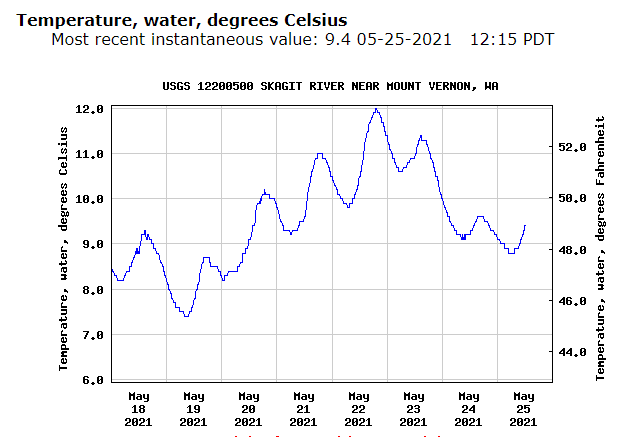 Temperature, water, degrees Celsius
Most recent instantaneous value: 9.4 05-25-2021 12:15 PDT
USGS 12200500 SKAGIT RIVER NEAR MOUNT VERNON, WA
Temperature, water, degrees Celsius
12.0
11.0
10.0
9.0
8.0
7.0
6.0
52.0
50.0
48.0
46.0
44.0
Temperature, water, degrees Fahrenheit
May May May May May May May May
18 19 20 21 22 23 24 25
2021 2021 2021 2021 2021 2021 2021 2021